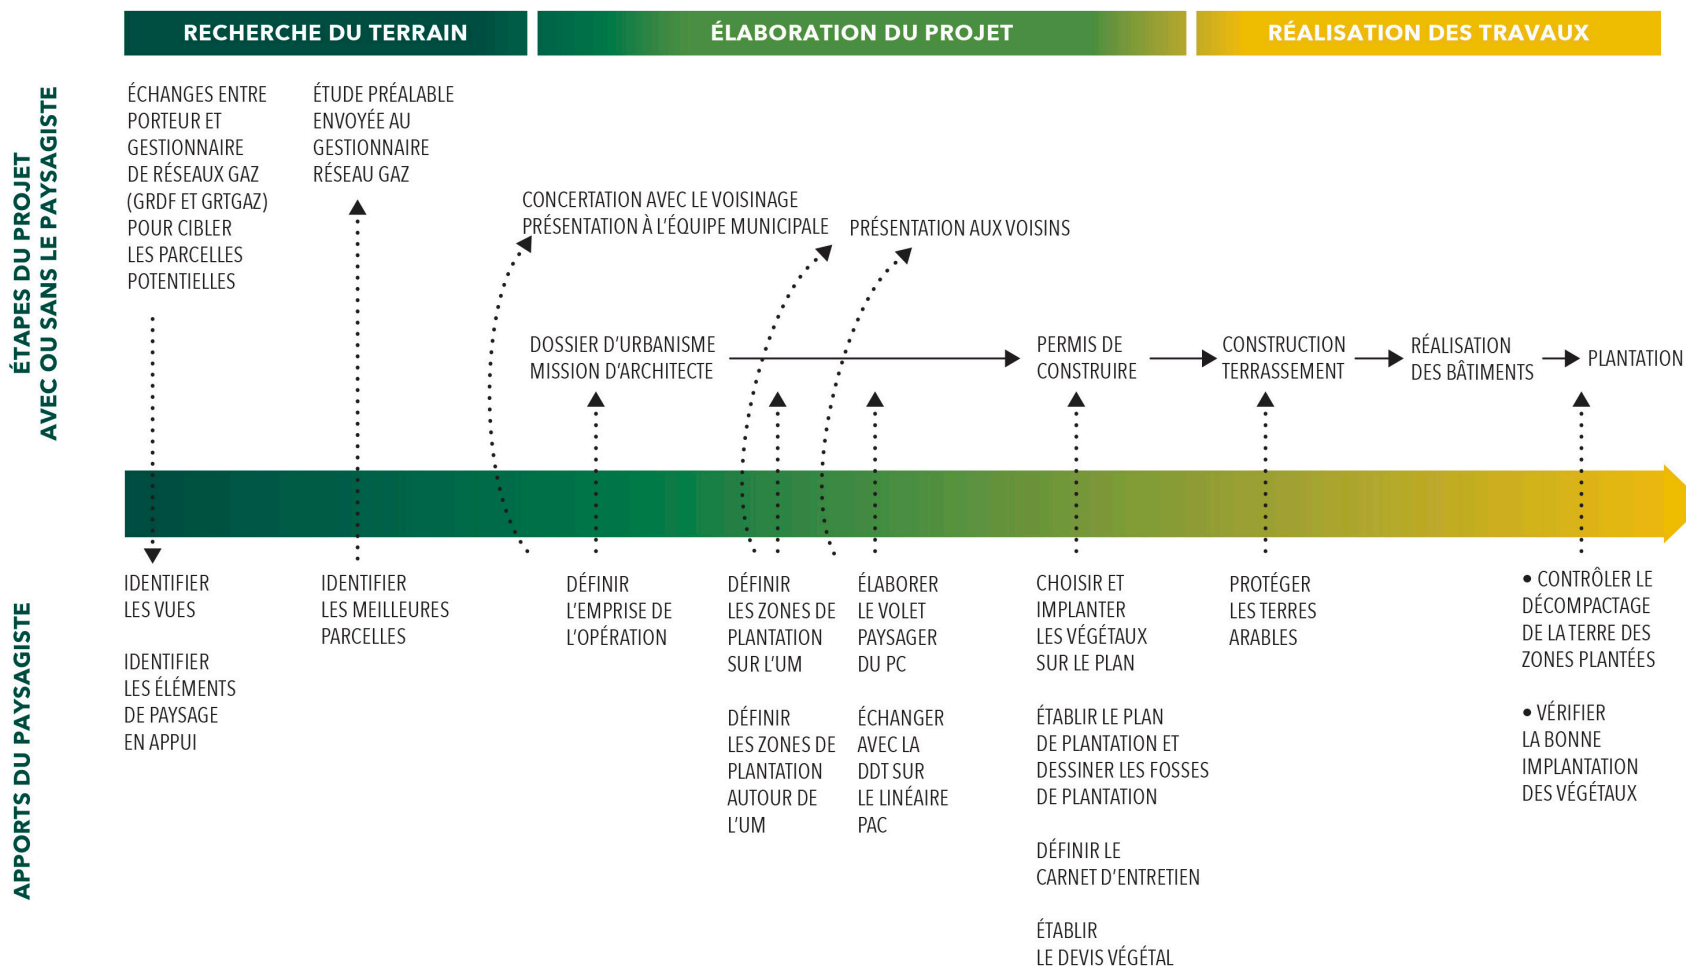 RECHERCHE DU TERRAIN
ÉLABORATION DU PROJET
RÉALISATION DES TRAVAUX
ÉTAPES DU PROJET
AVEC OU SANS LE PAYSAGISTE
ÉCHANGES ENTRE
PORTEUR ET
GESTIONNAIRE
DE RÉSEAUX GAZ
(GRDF ET GRTGAZ)
POUR CIBLER
LES PARCELLES
POTENTIELLES
ÉTUDE PRÉALABLE
ENVOYÉE AU
GESTIONNAIRE
RÉSEAU GAZ
CONCERTATION AVEC LE VOISINAGE
PRÉSENTATION À L'ÉQUIPE MUNICIPALE
PRÉSENTATION AUX VOISINS
DOSSIER D'URBANISME
MISSION D'ARCHITECTE
PERMIS DE
CONSTRUIRE
CONSTRUCTION
TERRASSEMENT
RÉALISATION
DES BÂTIMENTS
PLANTATION
APPORTS DU PAYSAGISTE
IDENTIFIER
LES VUES
IDENTIFIER
LES ÉLÉMENTS
DE PAYSAGE
EN APPUI
IDENTIFIER
LES MEILLEURES
PARCELLES
DÉFINIR
L'EMPRISE DE
L'OPÉRATION
DÉFINIR
LES ZONES DE
PLANTATION
SUR L'UM
DÉFINIR
LES ZONES DE
PLANTATION
AUTOUR DE
L'UM
ÉLABORER
LE VOLET
PAYSAGER
DU PC
ÉCHANGER
AVEC LA
DDT SUR
LE LINÉAIRE
PAC
CHOISIR ET
IMPLANTER
LES VÉGÉTAUX
SUR LE PLAN
ÉTABLIR LE PLAN
DE PLANTATION ET
DESSINER LES FOSSES
DE PLANTATION
DÉFINIR LE
CARNET D'ENTRETIEN
ÉTABLIR
LE DEVIS VÉGÉTAL
PROTÉGER
LES TERRES
ARABLES
• CONTRÔLER LE
DÉCOMPACTAGE
DE LA TERRE DES
ZONES PLANTÉES
• VÉRIFIER
LA BONNE
IMPLANTATION
DES VÉGÉTAUX